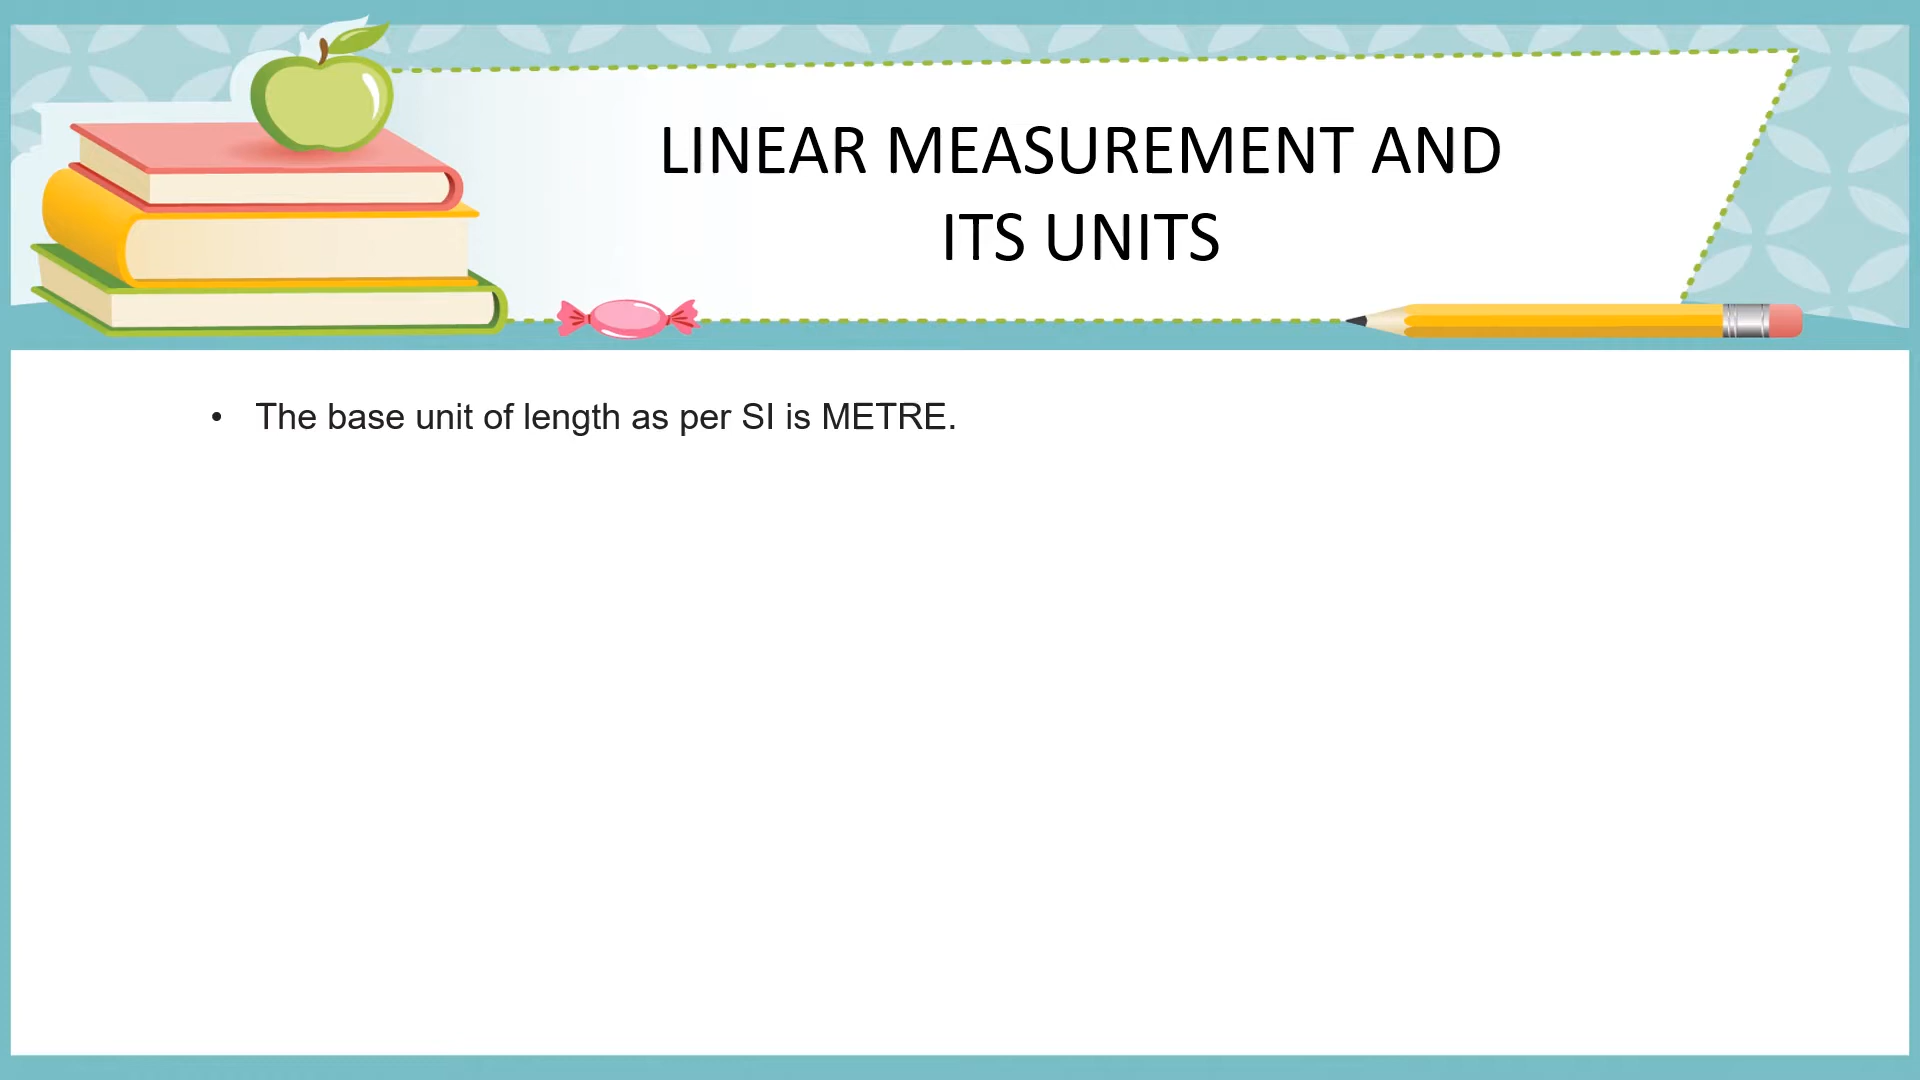 LINEAR MEASUREMENT AND
ITS UNITS
• The base unit of length as per SI is METRE.